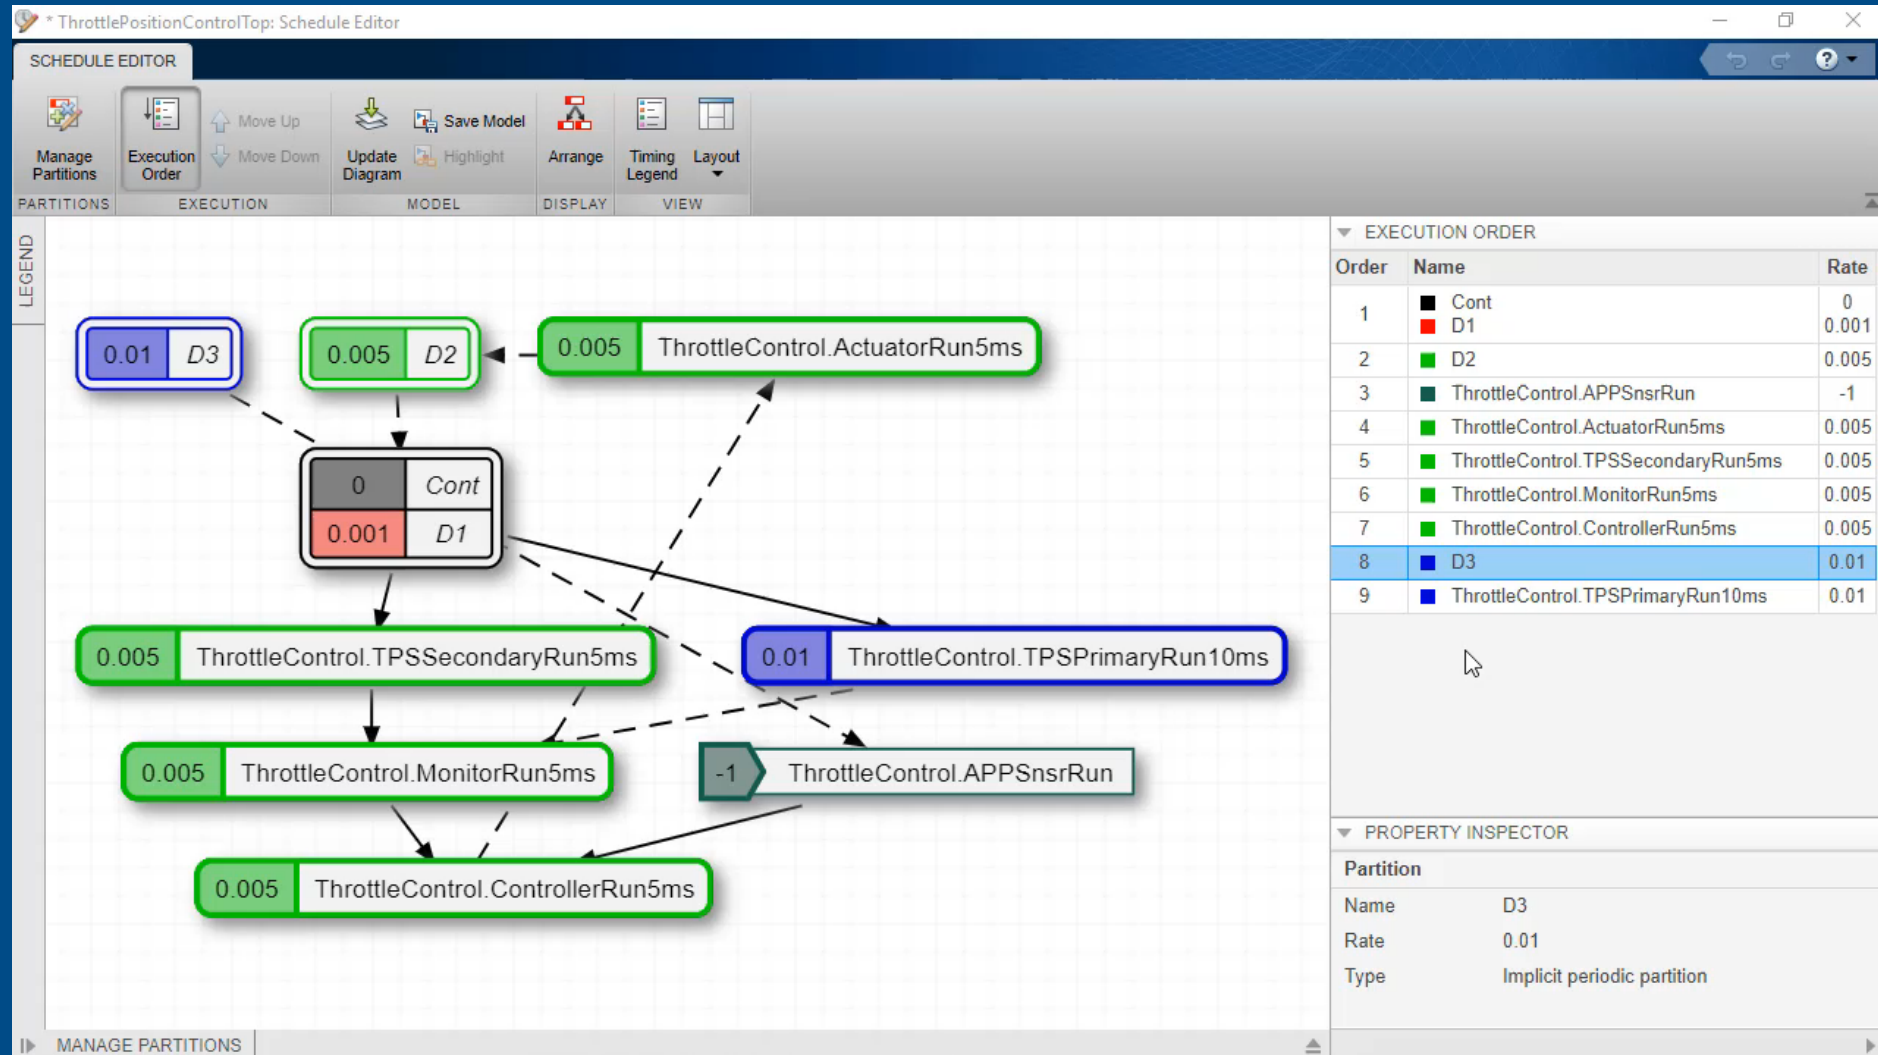 * ThrottlePositionControlTop: Schedule Editor
SCHEDULE EDITOR
Manage Partitions
Execution Order
Move Up
Move Down
Update Diagram
Save Model
Highlight
Arrange
Timing Legend
Layout
PARTITIONS
EXECUTION
MODEL
DISPLAY
VIEW
LEGEND
0.01 D3
0.005 D2
0.005 ThrottleControl.ActuatorRun5ms
0 Cont
0.001 D1
0.005 ThrottleControl.TPSSecondaryRun5ms
0.01 ThrottleControl.TPSPrimaryRun10ms
0.005 ThrottleControl.MonitorRun5ms
-1 ThrottleControl.APPSnsrRun
0.005 ThrottleControl.ControllerRun5ms
MANAGE PARTITIONS
EXECUTION ORDER
Order Name Rate
1 Cont 0
D1 0.001
2 D2 0.005
3 ThrottleControl.APPSnsrRun -1
4 ThrottleControl.ActuatorRun5ms 0.005
5 ThrottleControl.TPSSecondaryRun5ms 0.005
6 ThrottleControl.MonitorRun5ms 0.005
7 ThrottleControl.ControllerRun5ms 0.005
8 D3 0.01
9 ThrottleControl.TPSPrimaryRun10ms 0.01
PROPERTY INSPECTOR
Partition
Name D3
Rate 0.01
Type Implicit periodic partition